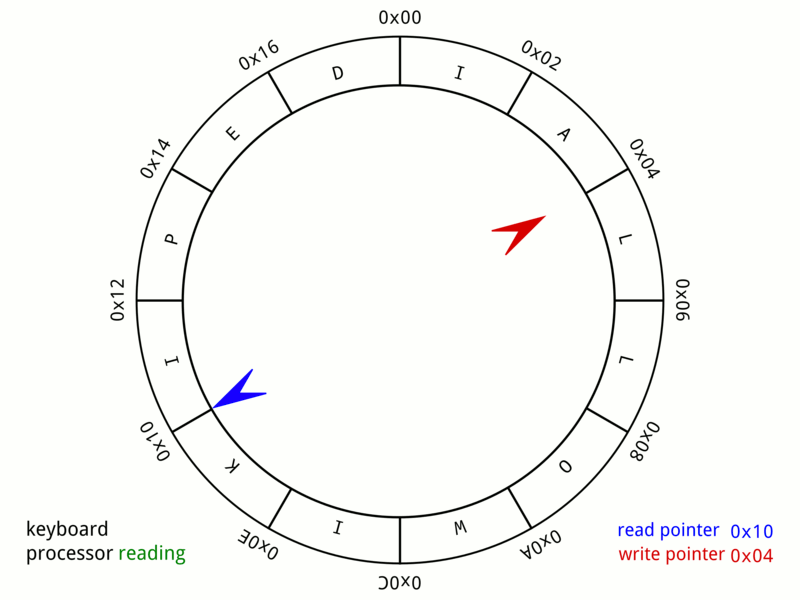 0x00
0x02
0x04
0x06
0x08
0x0A
0x0C
0x0E
0x10
0x12
0x14
0x16
I
A
L
L
O
W
I
K
I
P
E
D
keyboard
processor reading
read pointer 0x10
write pointer 0x04